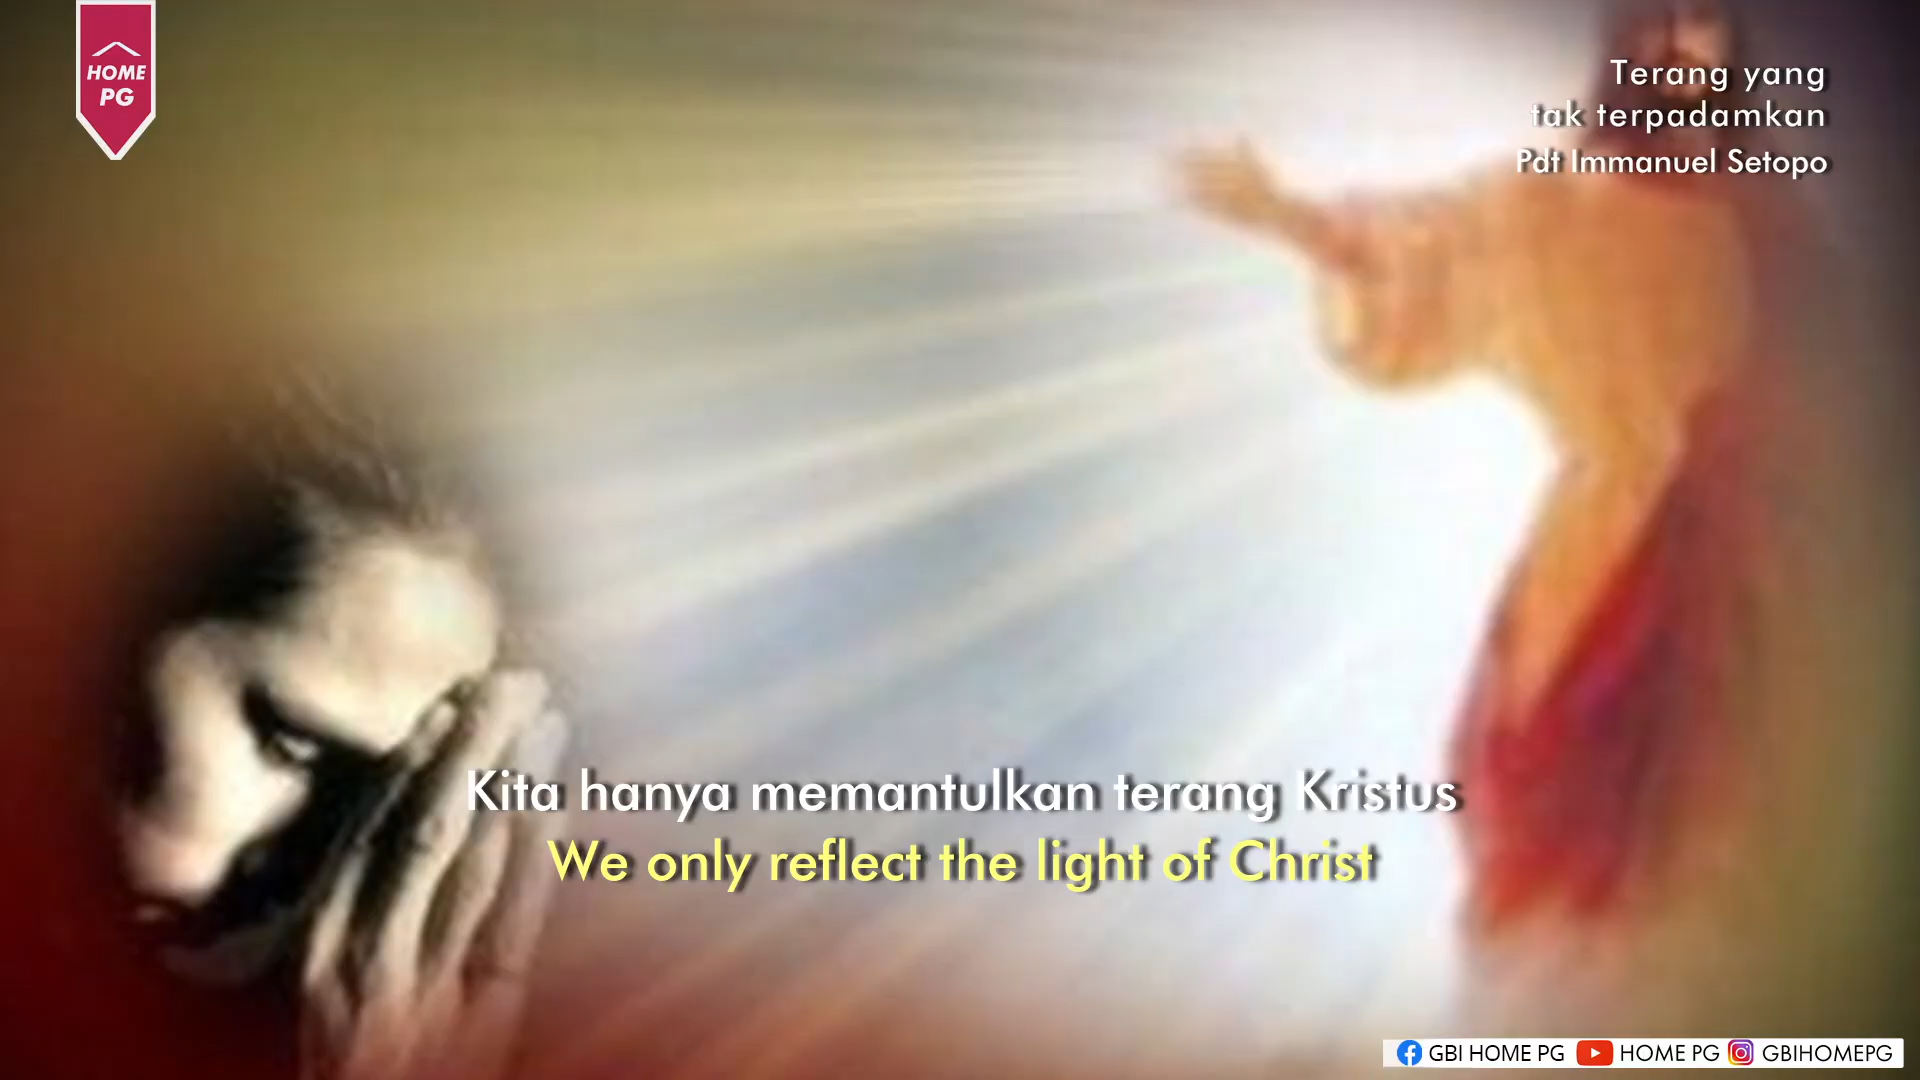 HOME
PG
Terang yang
tak terpadamkan
Pdt Immanuel Setopo
Kita hanya memantulkan terang Kristus
We only reflect the light of Christ
GBI HOME PG HOME PG GBIHOMEPG